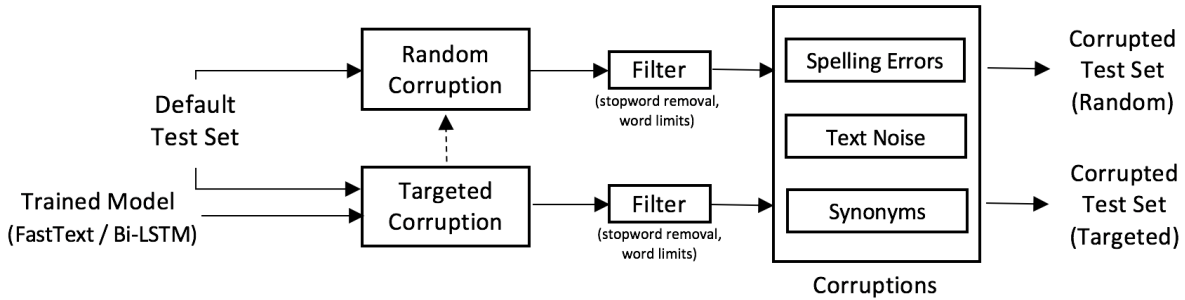 Default
Test Set
Trained Model
(FastText / Bi-LSTM)
Random
Corruption
Targeted
Corruption
Filter
(stopword removal,
word limits)
Filter
(stopword removal,
word limits)
Spelling Errors
Text Noise
Synonyms
Corruptions
Corrupted
Test Set
(Random)
Corrupted
Test Set
(Targeted)